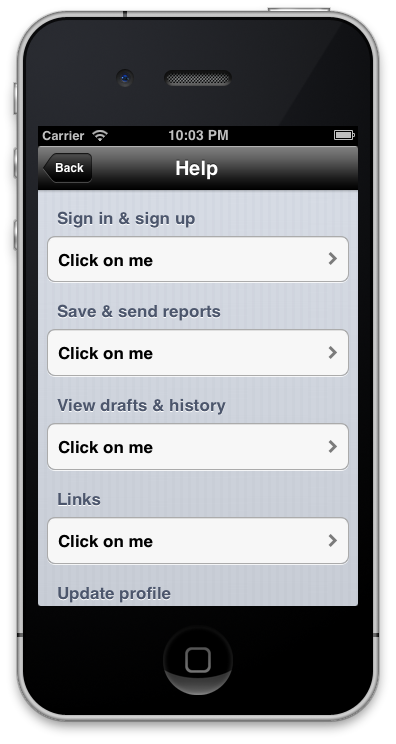 Carrier 10:03 PM
Back Help
Sign in & sign up
Click on me
Save & send reports
Click on me
View drafts & history
Click on me
Links
Click on me
Update profile